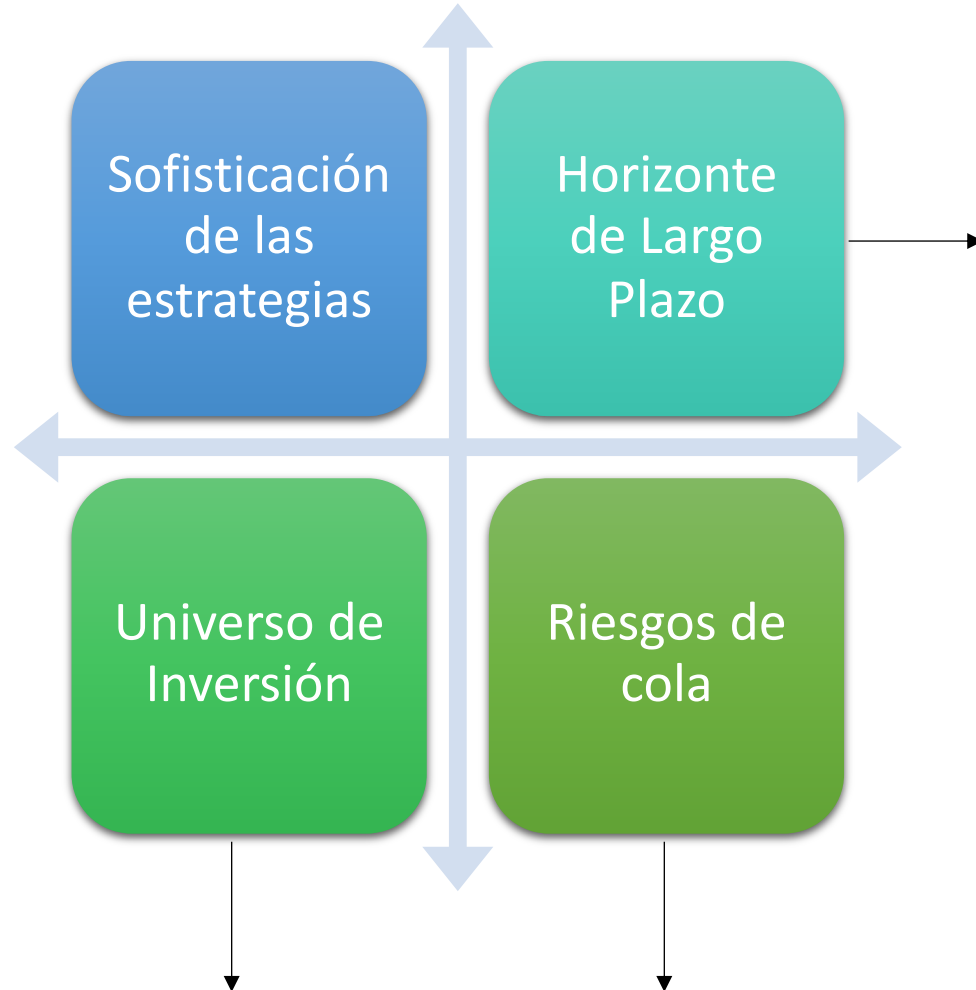 Sofisticación
de las
estrategias
Horizonte
de Largo
Plazo
Universo de
Inversión
Riesgos de
cola